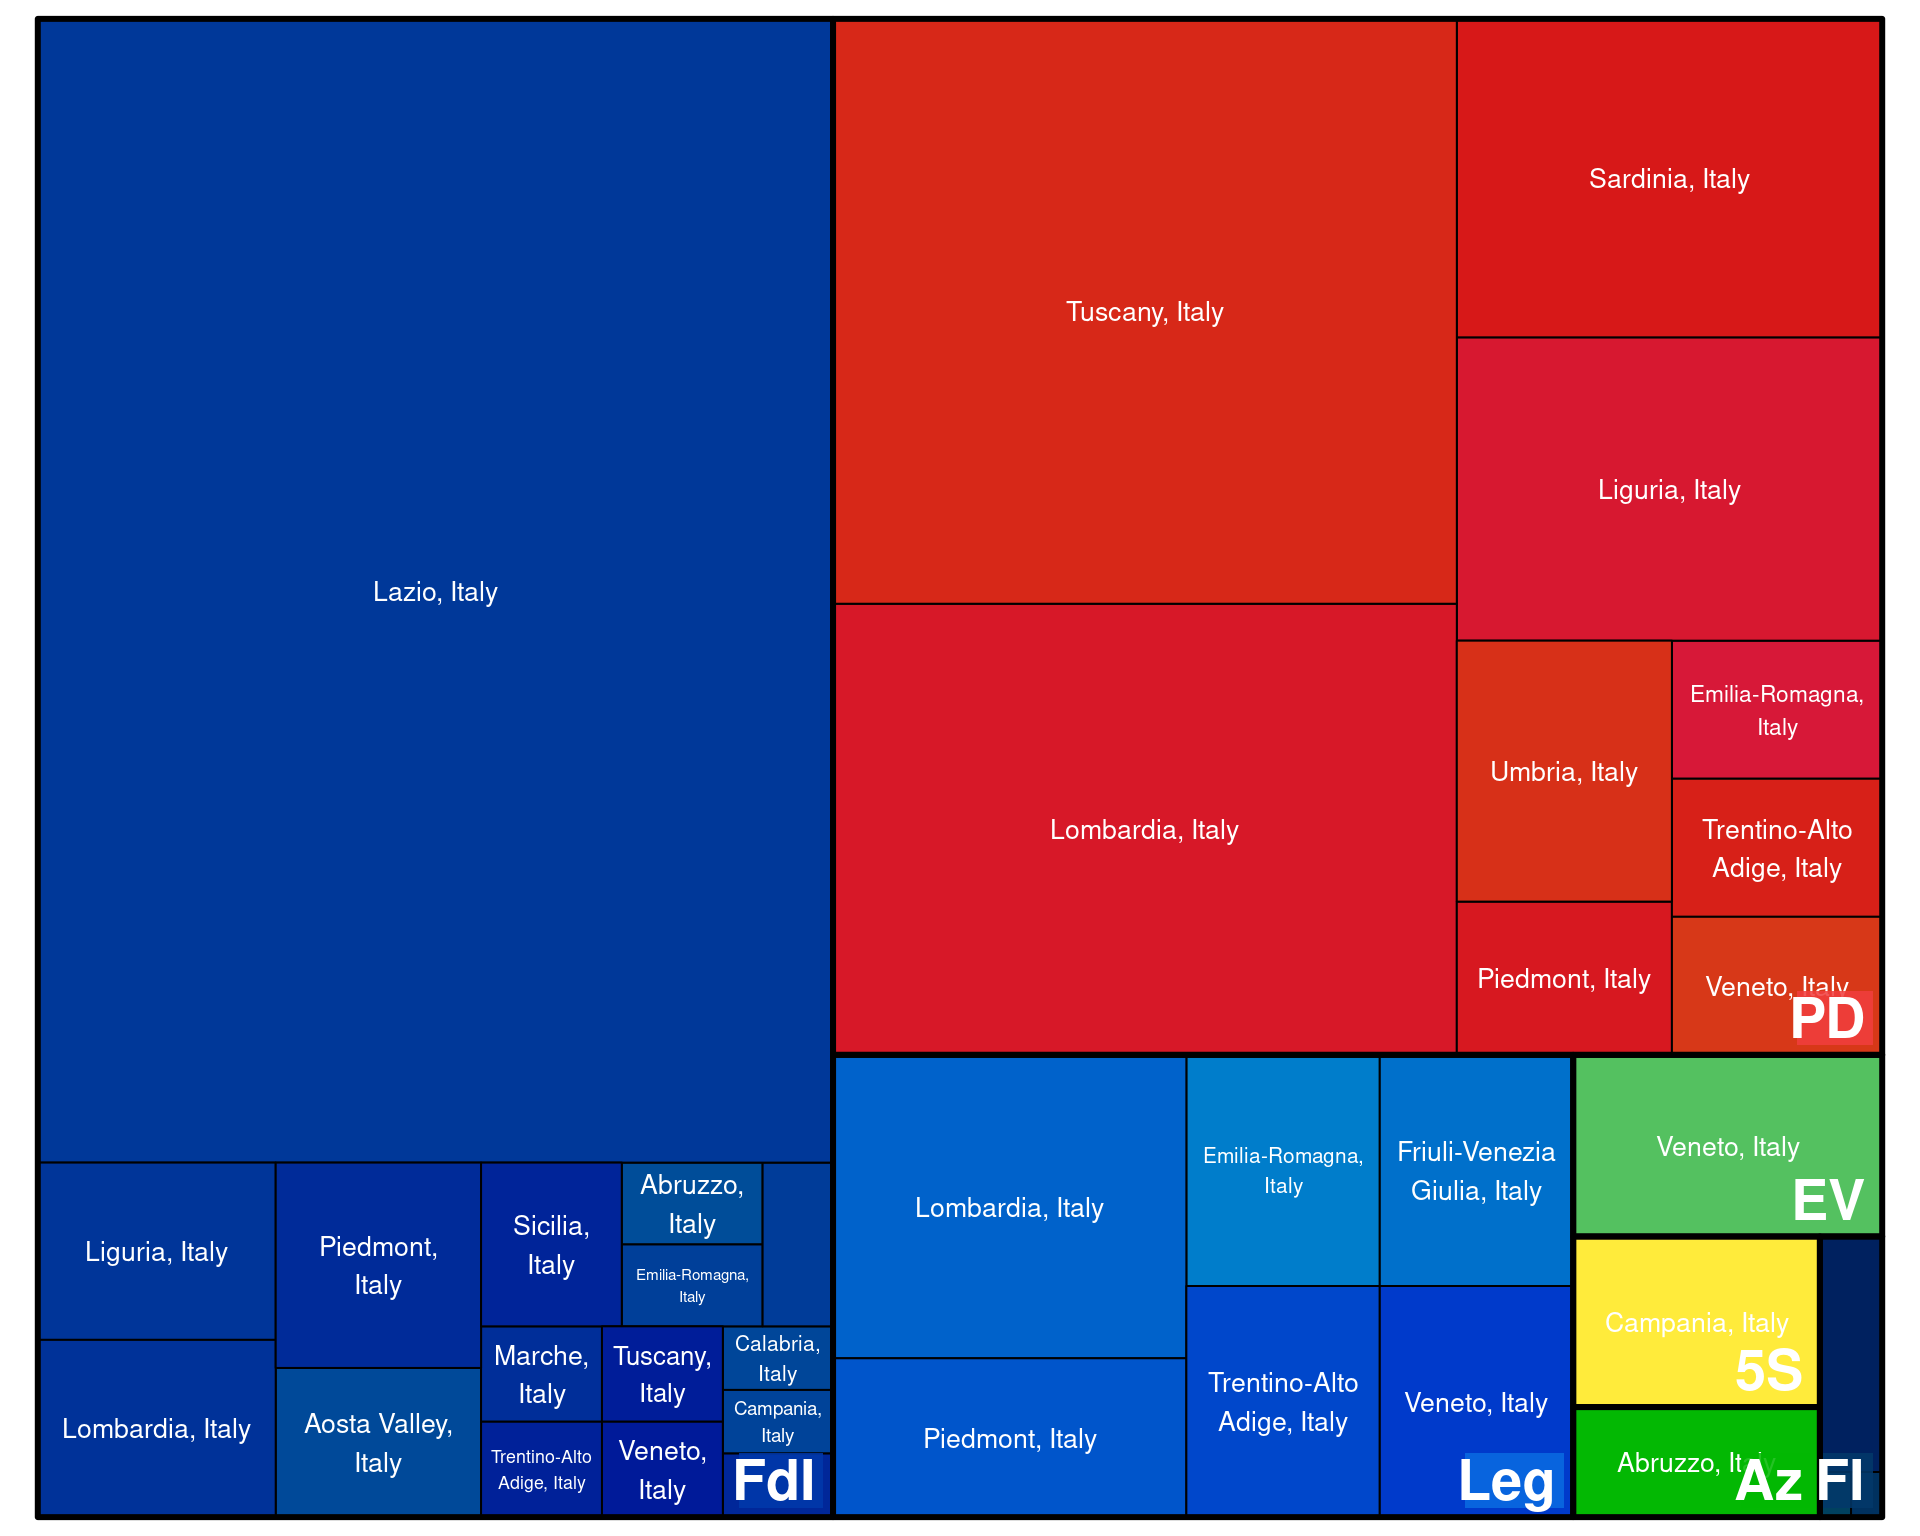 Lazio, Italy
Liguria, Italy
Lombardia, Italy
Piedmont,
Italy
Aosta Valley,
Italy
Sicilia,
Italy
Abruzzo,
Italy
Emilia-Romagna,
Italy
Marche,
Italy
Tuscany,
Italy
Calabria,
Italy
Campania,
Italy
Trentino-Alto
Adige, Italy
Veneto,
Italy
FdI
Tuscany, Italy
Lombardia, Italy
Sardinia, Italy
Liguria, Italy
Umbria, Italy
Piedmont, Italy
Emilia-Romagna,
Italy
Trentino-Alto
Adige, Italy
Veneto, Italy
PD
Lombardia, Italy
Piedmont, Italy
Emilia-Romagna,
Italy
Friuli-Venezia
Giulia, Italy
Trentino-Alto
Adige, Italy
Veneto, Italy
Leg
Veneto, Italy
EV
Campania, Italy
5S
Abruzzo, Italy
Az
FI